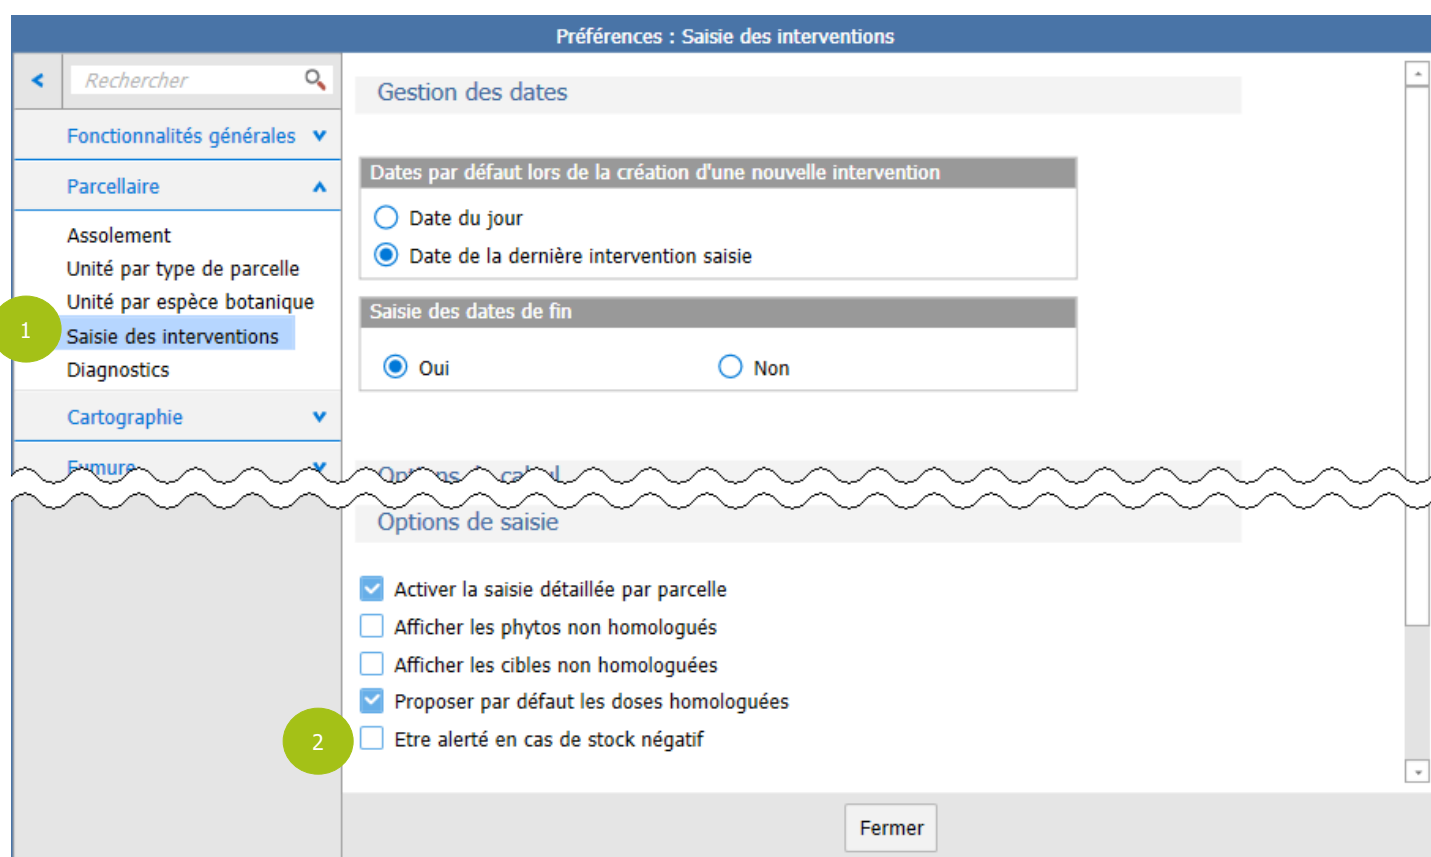 Préférences : Saisie des interventions
<
Rechercher
Fonctionnalités générales
Parcellaire
Assolement
Unité par type de parcelle
Unité par espèce botanique
1
Saisie des interventions
Diagnostics
Cartographie
Fumure
Gestion des dates
Dates par défaut lors de la création d'une nouvelle intervention
Date du jour
Date de la dernière intervention saisie
Saisie des dates de fin
Oui Non
Options de calcul
Options de saisie
Activer la saisie détaillée par parcelle
Afficher les phytos non homologués
Afficher les cibles non homologuées
Proposer par défaut les doses homologuées
2
Etre alerté en cas de stock négatif
Fermer